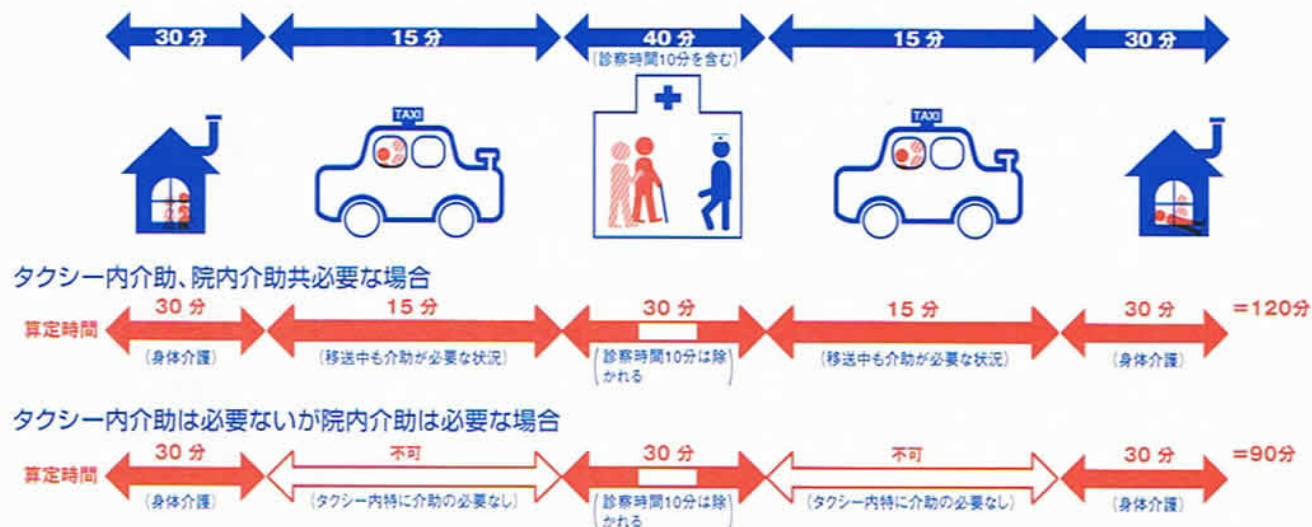 30分 15分 40分 15分 30分
(診察時間10分を含む)
TAXI TAXI
タクシー内介助、院内介助共必要な場合
30分 15分 30分 15分 30分 =120分
算定時間
(身体介護) (移送中も介助が必要な状況) (診察時間10分は除 (移送中も介助が必要な状況) (身体介護)
かれる)
タクシー内介助は必要ないが院内介助は必要な場合
30分 不可 30分 不可 30分 =90分
算定時間
(身体介護) (タクシー内特に介助の必要なし) (診察時間10分は除 (タクシー内特に介助の必要なし) (身体介護)
かれる)